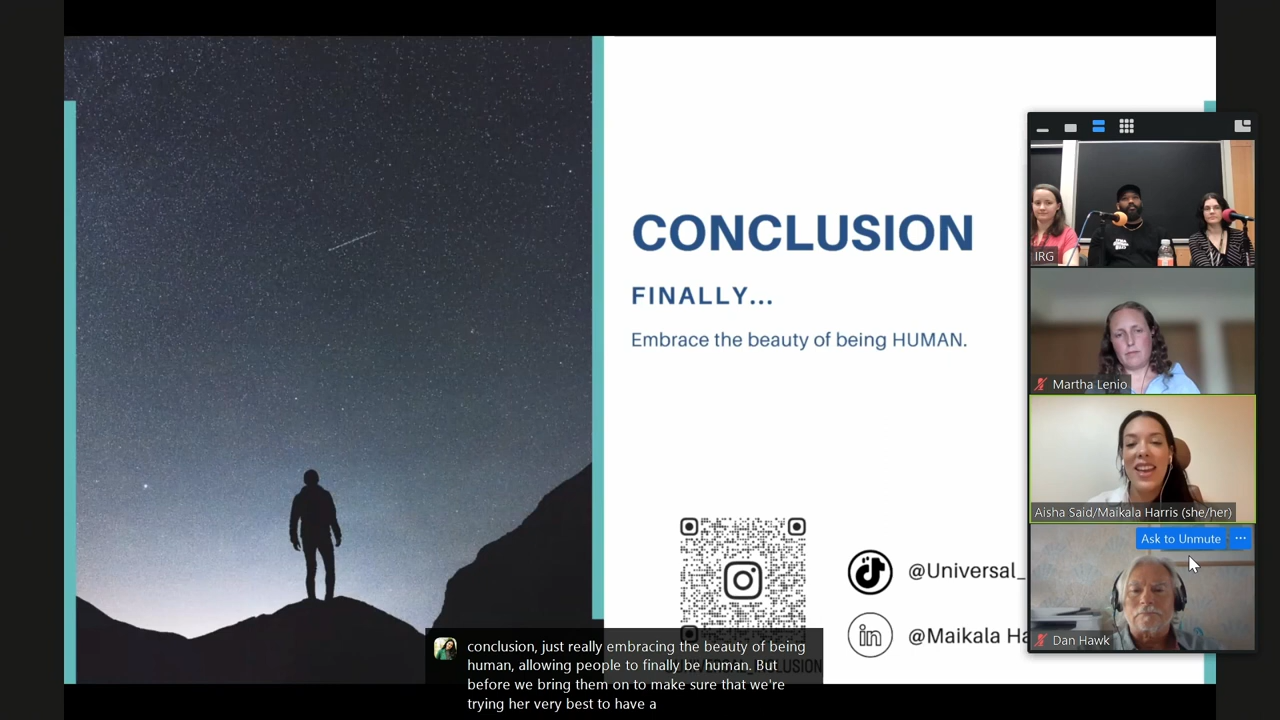 CONCLUSION
FINALLY...
Embrace the beauty of being HUMAN.
@Universal_
@Maikala Ha
conclusion, just really embracing the beauty of being
human, allowing people to finally be human. But
before we bring them on to make sure that we're
trying her very best to have a
IRG
Martha Lenio
Aisha Said/Maikala Harris (she/her)
Ask to Unmute
Dan Hawk